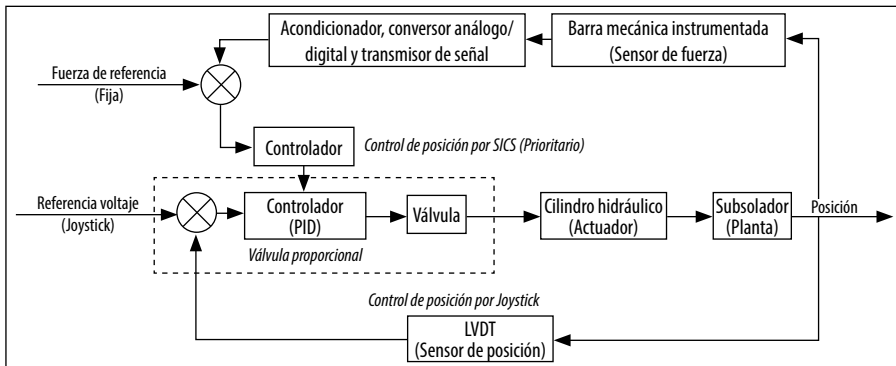 Acondicionador, conversor análogo/
digital y transmisor de señal
Barra mecánica instrumentada
(Sensor de fuerza)
Fuerza de referencia
(Fija)
Controlador
Control de posición por SICS (Prioritario)
Referencia voltaje
(Joystick)
Controlador
(PID)
Válvula
Válvula proporcional
Cilindro hidráulico
(Actuador)
Subsolador
(Planta)
Posición
Control de posición por Joystick
LVDT
(Sensor de posición)